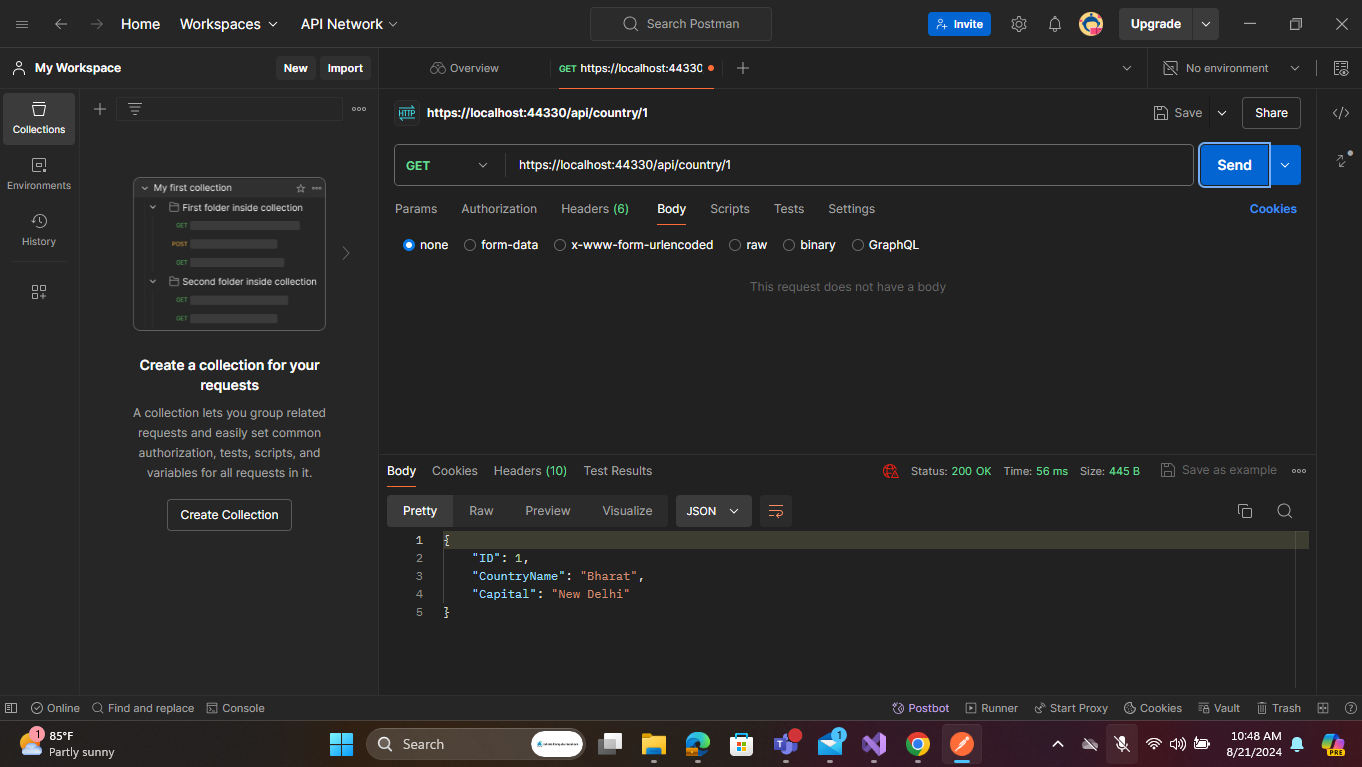 Home Workspaces API Network Search Postman Invite Upgrade
My Workspace New Import Overview GET https://localhost:44330 No environment
Collections
Environments
History
My first collection
First folder inside collection
GET
POST
GET
Second folder inside collection
GET
GET
Create a collection for your
requests
A collection lets you group related
requests and easily set common
authorization, tests, scripts, and
variables for all requests in it.
Create Collection
HTTP https://localhost:44330/api/country/1 Save Share
GET https://localhost:44330/api/country/1 Send
Params Authorization Headers (6) Body Scripts Tests Settings Cookies
none form-data x-www-form-urlencoded raw binary GraphQL
This request does not have a body
Body Cookies Headers (10) Test Results Status: 200 OK Time: 56 ms Size: 445 B Save as example
Pretty Raw Preview Visualize JSON
1 {
2 "ID": 1,
3 "CountryName": "Bharat",
4 "Capital": "New Delhi"
5 }
Online Find and replace Console Postbot Runner Start Proxy Cookies Vault Trash
1 85°F
Partly sunny
Search
1
10:48 AM
8/21/2024
PRE